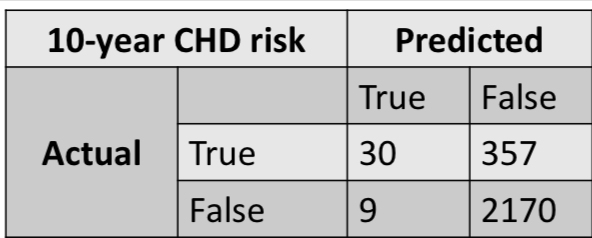 10-year CHD risk Predicted
True False
Actual True 30 357
False 9 2170